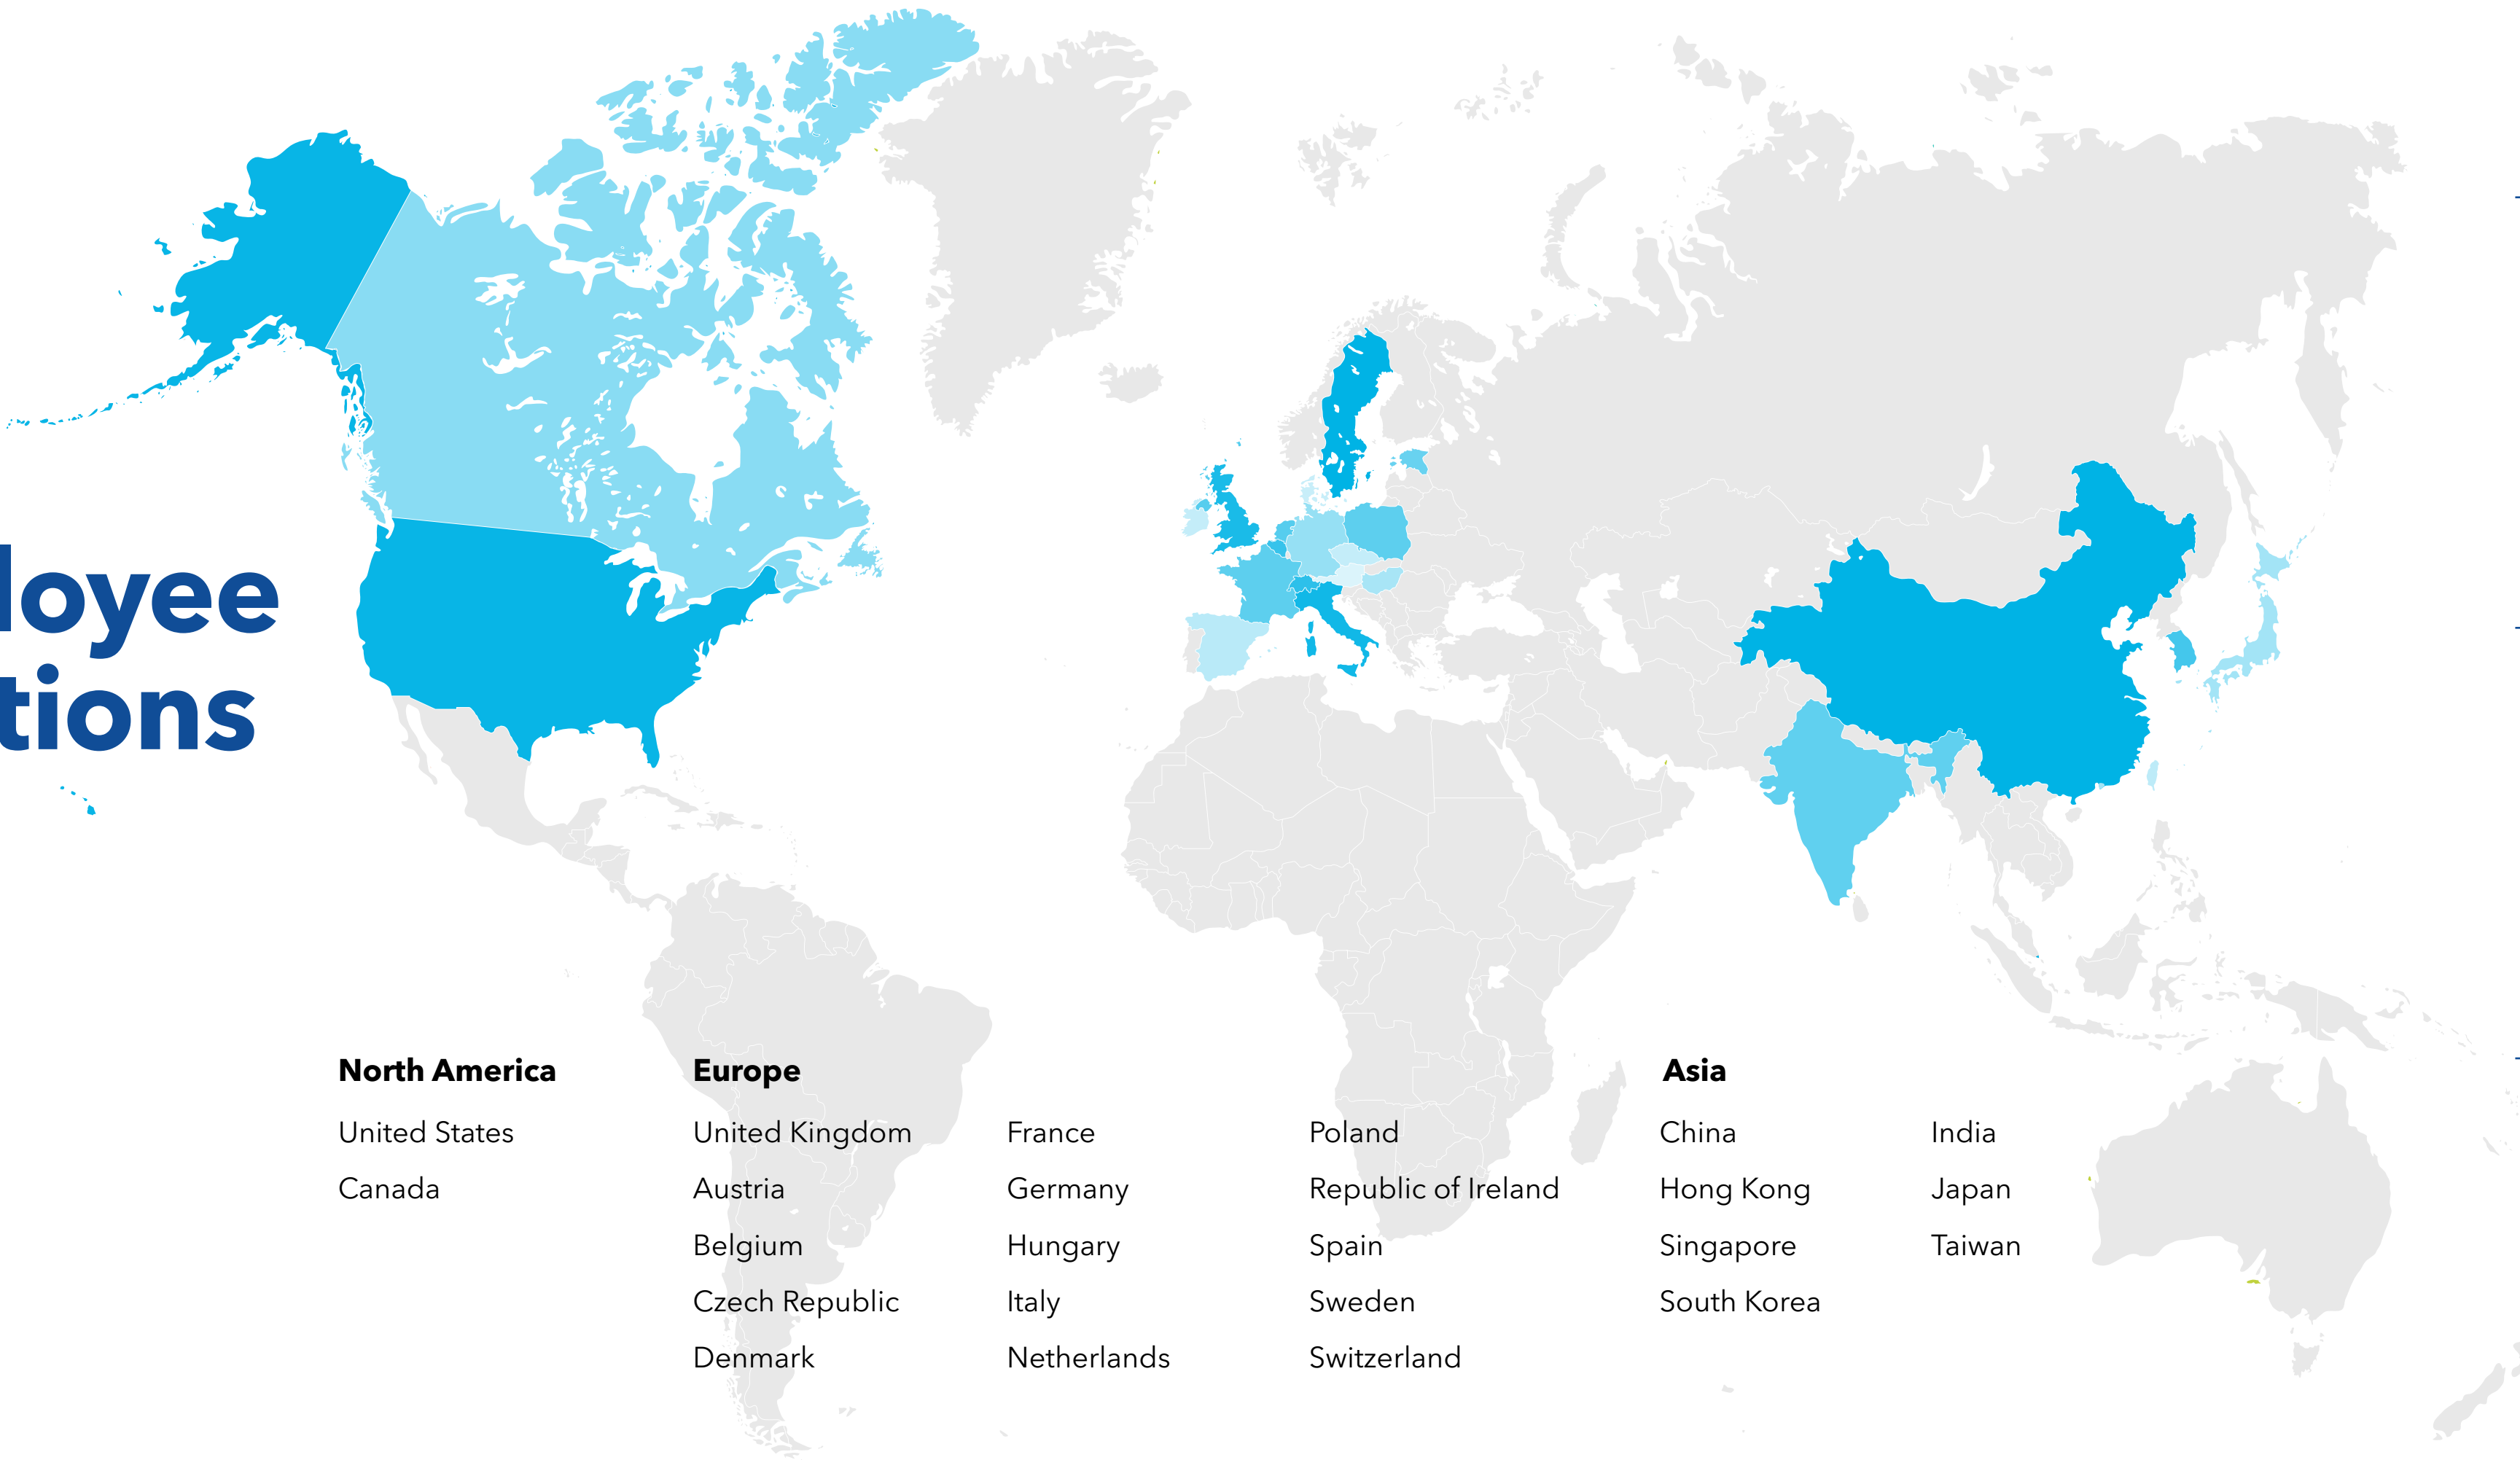 loyee
tions
North America
United States
Canada
Europe
United Kingdom
Austria
Belgium
Czech Republic
Denmark
France
Germany
Hungary
Italy
Netherlands
Poland
Republic of Ireland
Spain
Sweden
Switzerland
Asia
China
Hong Kong
Singapore
South Korea
India
Japan
Taiwan